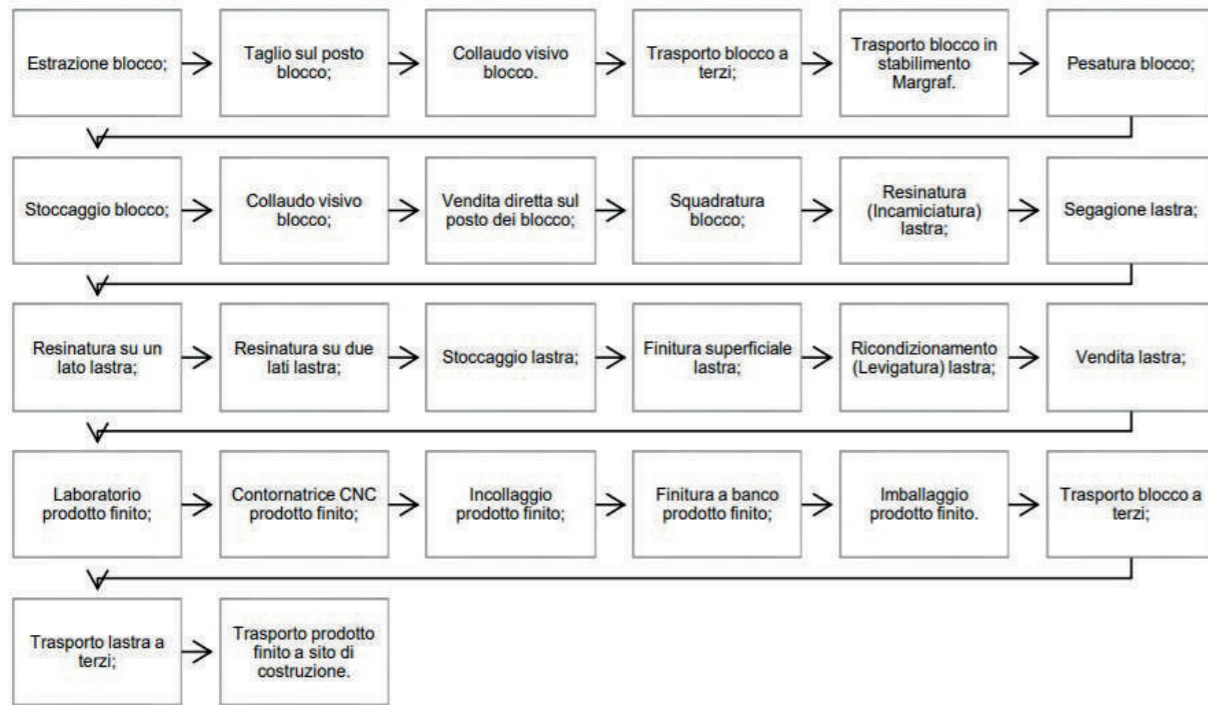 Estrazione blocco;
Taglio sul posto
blocco;
Collaudo visivo
blocco.
Trasporto blocco a
terzi;
Trasporto blocco in
stabilimento
Margraf.
Pesatura blocco;
Stoccaggio blocco;
Collaudo visivo
blocco;
Vendita diretta sul
posto dei blocco;
Squadratura
blocco;
Resinatura
(Incamiciatura)
lastra;
Segagione lastra;
Resinatura su un
lato lastra;
Resinatura su due
lati lastra;
Stoccaggio lastra;
Finitura superficiale
lastra;
Ricondizionamento
(Levigatura) lastra;
Vendita lastra;
Laboratorio
prodotto finito;
Contornatrice CNC
prodotto finito;
Incollaggio
prodotto finito;
Finitura a banco
prodotto finito;
Imballaggio
prodotto finito.
Trasporto blocco a
terzi;
Trasporto lastra a
terzi;
Trasporto prodotto
finito a sito di
costruzione.